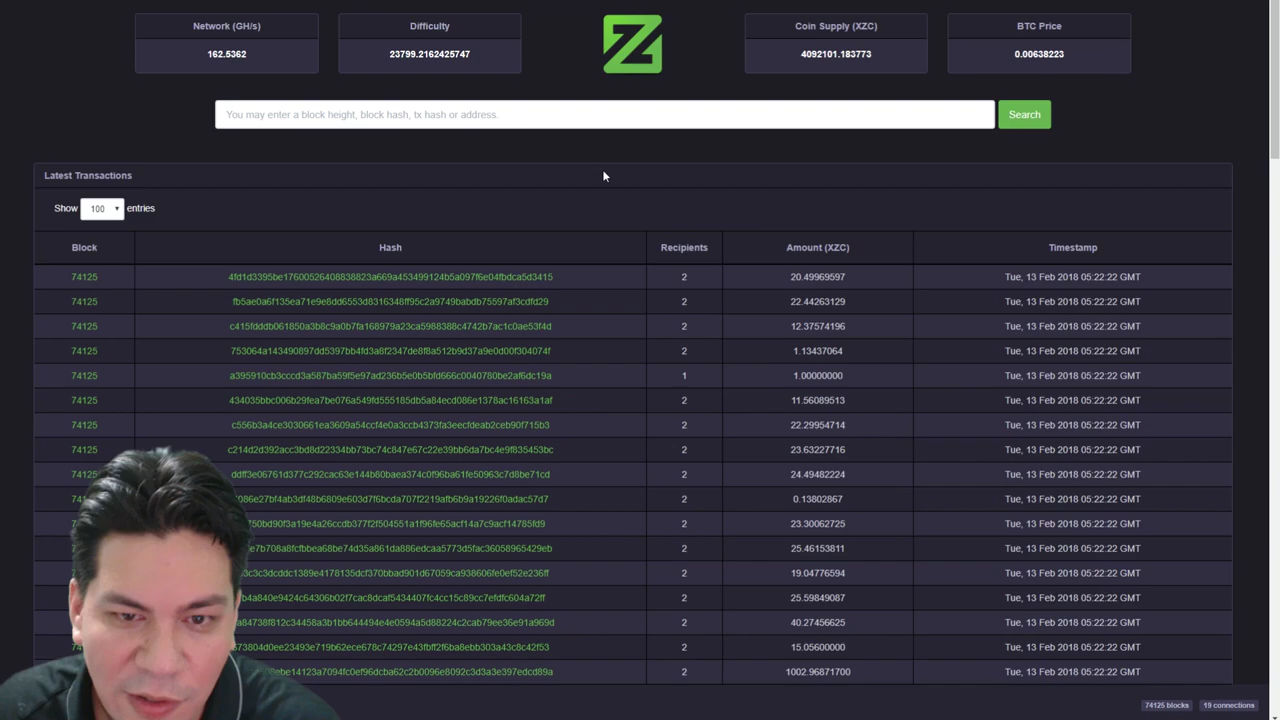 Network (GH/s)
162.5362
Difficulty
23799.2162425747
Coin Supply (XZC)
4092101.183773
BTC Price
0.00638223
You may enter a block height, block hash, tx hash or address.
Search
Latest Transactions
Show 100 entries
Block Hash Recipients Amount (XZC) Timestamp
74125 4fd1d3395be17600526408838823a669a453499124b5a097f6e04fbdca5d3415 2 20.49969597 Tue, 13 Feb 2018 05:22:22 GMT
74125 fb5ae0a6f135ea71e9e8dd6553d8316348ff95c2a9749babdb75597af3cdfd29 2 22.44263129 Tue, 13 Feb 2018 05:22:22 GMT
74125 c415fdddb061850a3b8c9a0b7fa168979a23ca5988388c4742b7ac1c0ae53f4d 2 12.37574196 Tue, 13 Feb 2018 05:22:22 GMT
74125 753064a143490897dd5397bb4fd3a8f2347de8f8a512b9d37a9e0d00f304074f 2 1.13437064 Tue, 13 Feb 2018 05:22:22 GMT
74125 a395910cb3cccd3a587ba59f5e97ad236b5e0b5bfd666c0040780be2af6dc19a 1 1.00000000 Tue, 13 Feb 2018 05:22:22 GMT
74125 434035bbc006b29fea7be076a549fd555185db5a84ecd086e1378ac16163a1af 2 11.56089513 Tue, 13 Feb 2018 05:22:22 GMT
74125 c556b3a4ce3030661ea3609a54ccf4e0a3ccb4373fa3eecfdeab2ceb90f715b3 2 22.29954714 Tue, 13 Feb 2018 05:22:22 GMT
74125 c214d2d392acc3bd8d22334bb73bc74c847e67c22e39bb6da7bc4e9f835453bc 2 23.63227716 Tue, 13 Feb 2018 05:22:22 GMT
74125 ddff3e06761d377c292cac63e144b80baea374c0f96ba61fe50963c7d8be71cd 2 24.49482224 Tue, 13 Feb 2018 05:22:22 GMT
086e27bf4ab3df48b6809e603d7f6bcda707f2219afb6b9a19226f0adac57d7 2 0.13802867 Tue, 13 Feb 2018 05:22:22 GMT
750bd90f3a19e4a26ccdb377f2f504551a1f96fe65acf14a7c9acf14785fd9 2 23.30062725 Tue, 13 Feb 2018 05:22:22 GMT
e7b708a8fcfbbea68be74d35a861da886edcaa5773d5fac36058965429eb 2 25.46153811 Tue, 13 Feb 2018 05:22:22 GMT
3c3c3dcddc1389e4178135dcf370bbad901d67059ca938606fe0ef52e236ff 2 19.04776594 Tue, 13 Feb 2018 05:22:22 GMT
b4a840e9424c64306b02f7cac8dcaf5434407f4cc15c89cc7efdfc604a72ff 2 25.59849087 Tue, 13 Feb 2018 05:22:22 GMT
a84738f812c34458a3b1bb644494e4e0594a5d88224c2cab79ee36e91a969d 2 40.27456625 Tue, 13 Feb 2018 05:22:22 GMT
373804d0ee23493e719b62ece678c74297e43fbff2f6ba8ebb303a43c8c42f53 2 15.05600000 Tue, 13 Feb 2018 05:22:22 GMT
ebe14123a7094fc0ef96dcba62c2b0096e8092c3d3a3e397edcd89a 2 1002.96871700 Tue, 13 Feb 2018 05:22:22 GMT
74125 blocks 19 connections